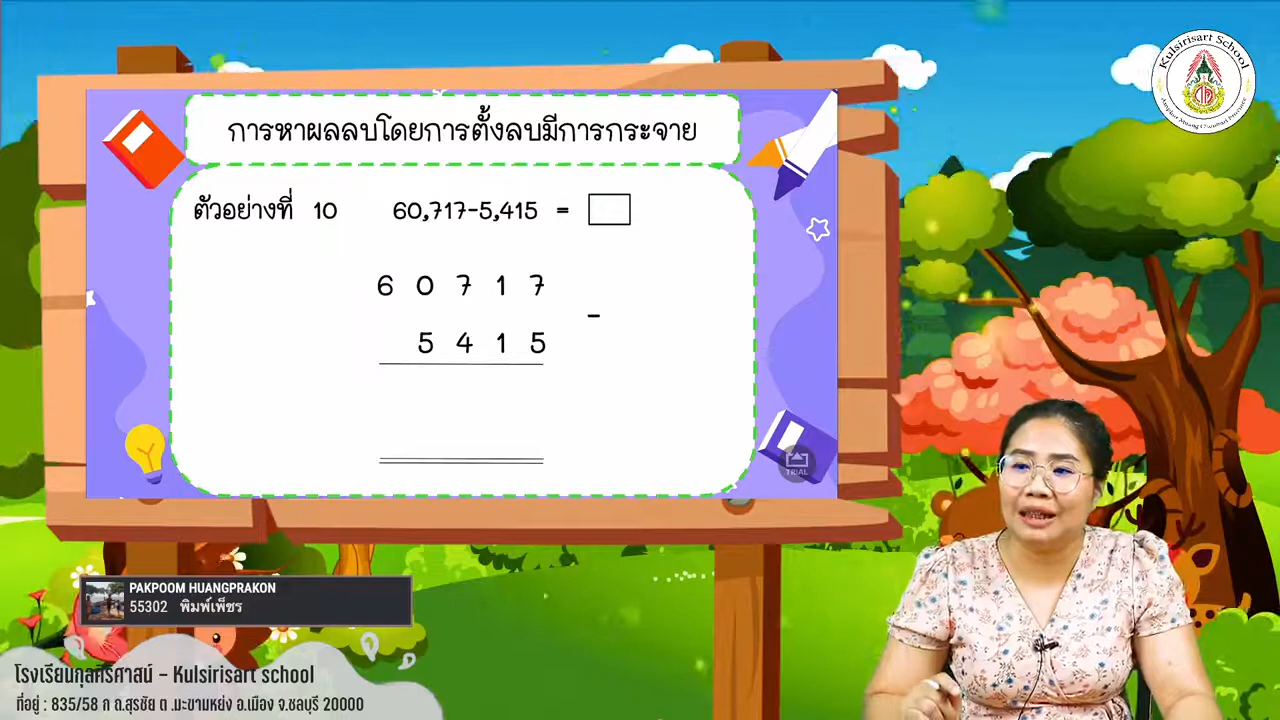 การหาผลลบโดยการตั้งลบมีการกระจาย
ตัวอย่างที่ 10 60,717-5,415 =
6 0 7 1 7
-
5 4 1 5
TRIAL
Kulsirisart School
PAKPOOM HUANGPRAKON
55302 พิมพ์เพ็ชร
โรงเรียนกุลศิริศาสน์ - Kulsirisart school
ที่อยู่ : 835/58 ก ถ.สุรชัย ต .มะขามหย่ง อ.เมือง จ.ชลบุรี 20000